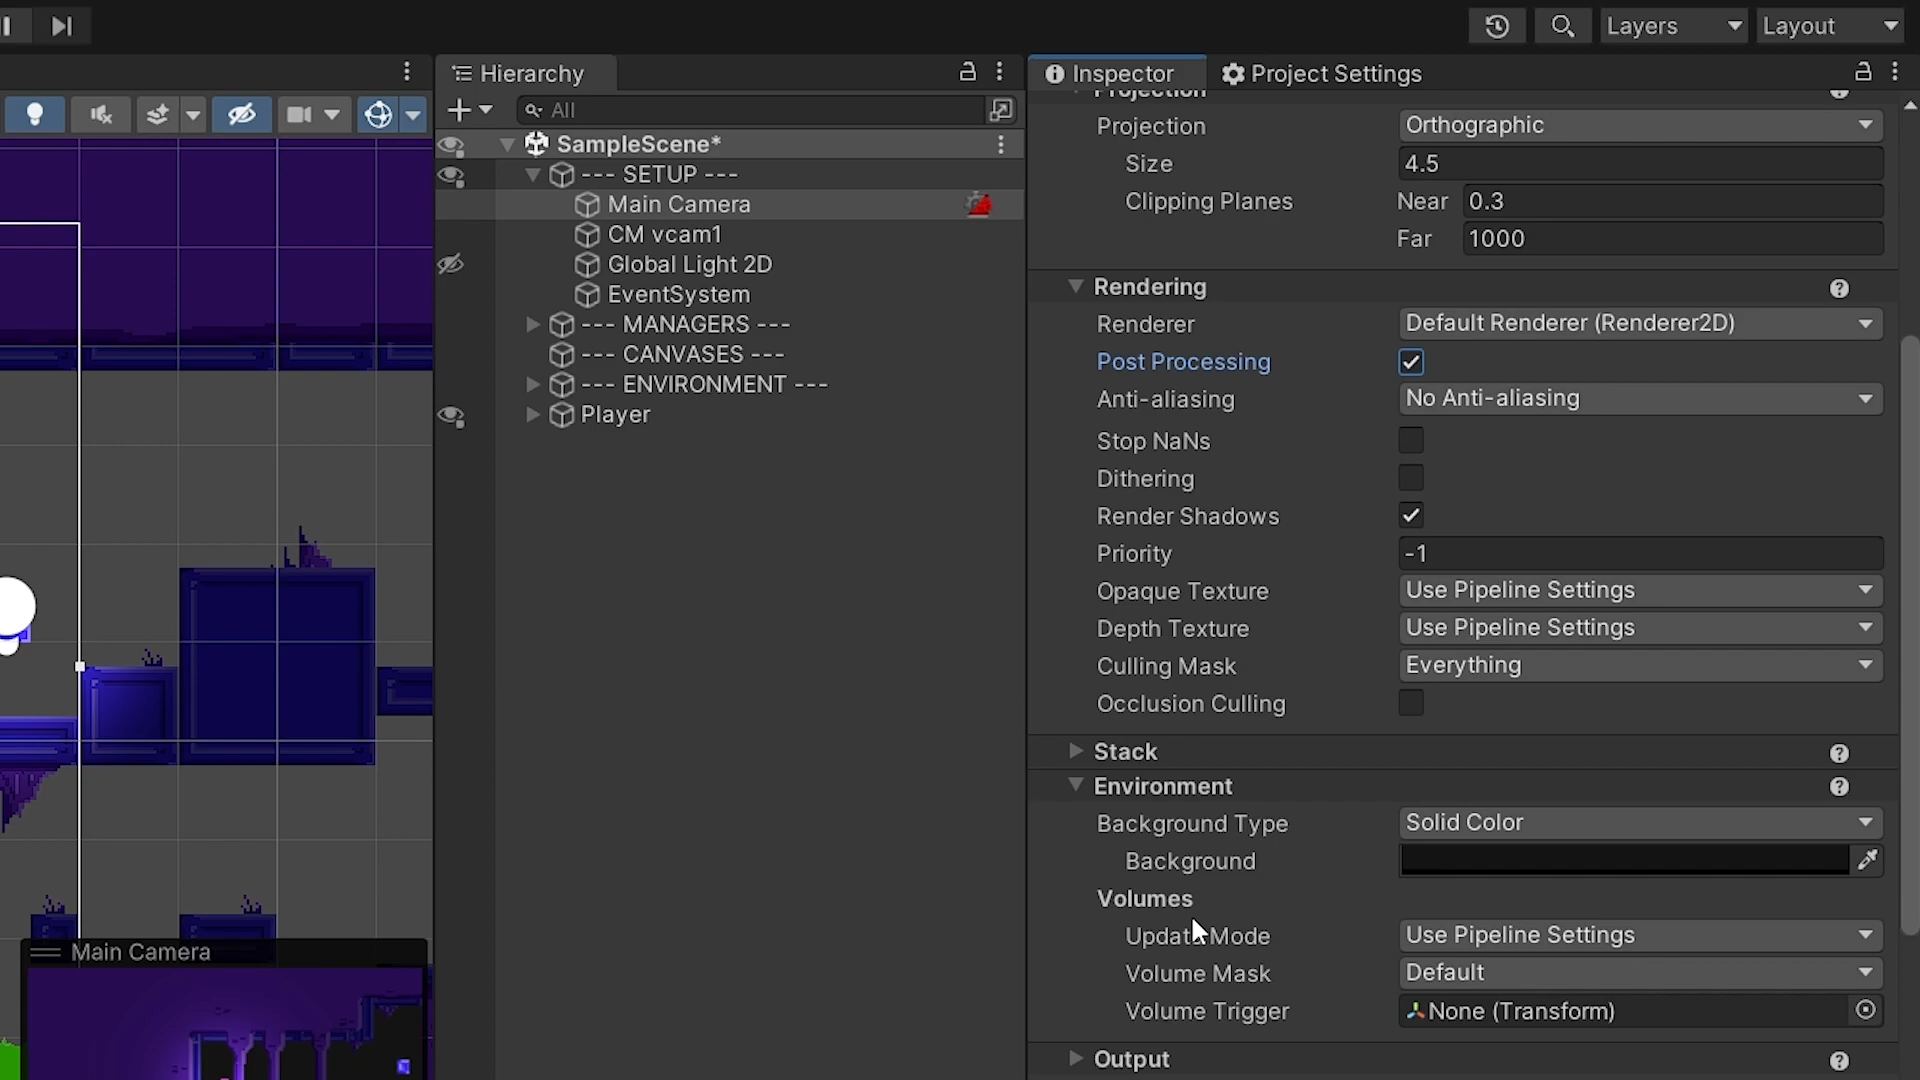 Layers
Layout
Hierarchy
Inspector
Project Settings
All
SampleScene*
--- SETUP ---
Main Camera
CM vcam1
Global Light 2D
EventSystem
--- MANAGERS ---
--- CANVASES ---
--- ENVIRONMENT ---
Player
Main Camera
Projection
Projection Orthographic
Size 4.5
Clipping Planes Near 0.3
Far 1000
Rendering
Renderer Default Renderer (Renderer2D)
Post Processing
Anti-aliasing No Anti-aliasing
Stop NaNs
Dithering
Render Shadows
Priority -1
Opaque Texture Use Pipeline Settings
Depth Texture Use Pipeline Settings
Culling Mask Everything
Occlusion Culling
Stack
Environment
Background Type Solid Color
Background
Volumes
Update Mode Use Pipeline Settings
Volume Mask Default
Volume Trigger None (Transform)
Output